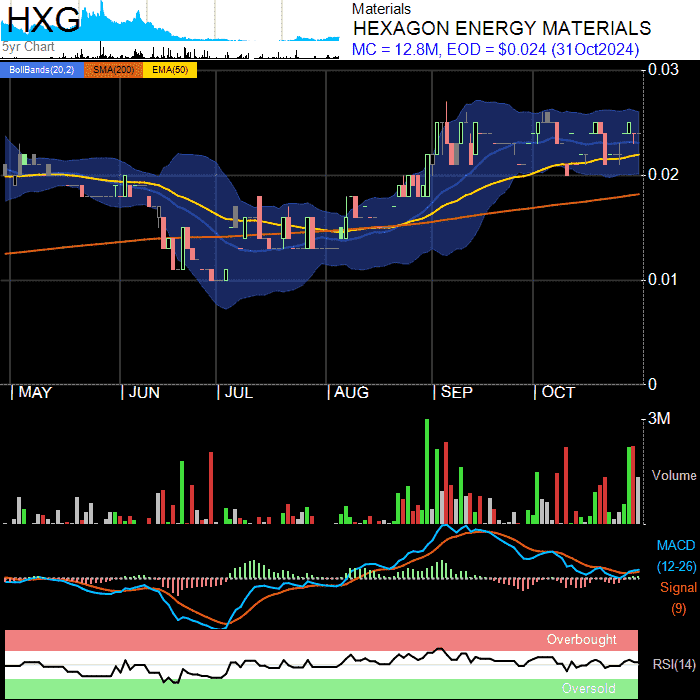 HXG
5yr Chart
Materials
HEXAGON ENERGY MATERIALS
MC = 12.8M, EOD = $0.024 (31Oct2024)
BollBands(20,2) SMA(200) EMA(50)
0.03
0.02
0.01
0
MAY JUN JUL AUG SEP OCT
3M
Volume
MACD
(12-26)
Signal
(9)
Overbought
RSI(14)
Oversold